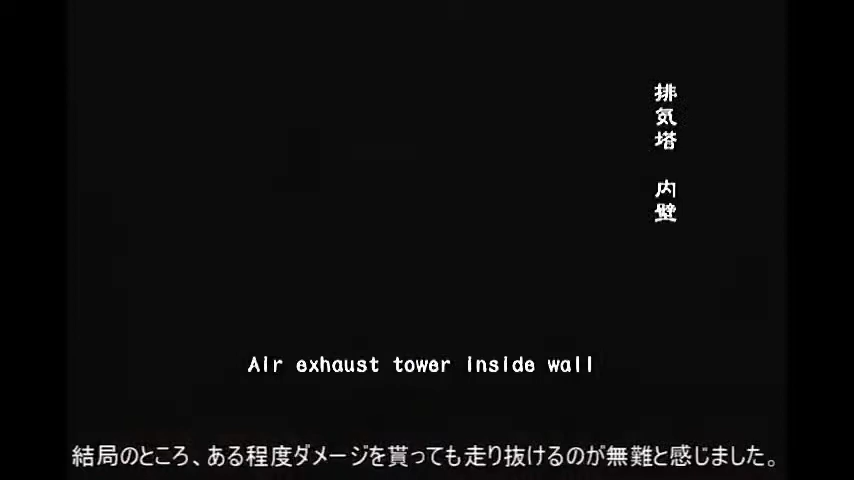 排気塔 内壁
Air exhaust tower inside wall
結局のところ、ある程度ダメージを貰っても走り抜けるのが無難と感じました。